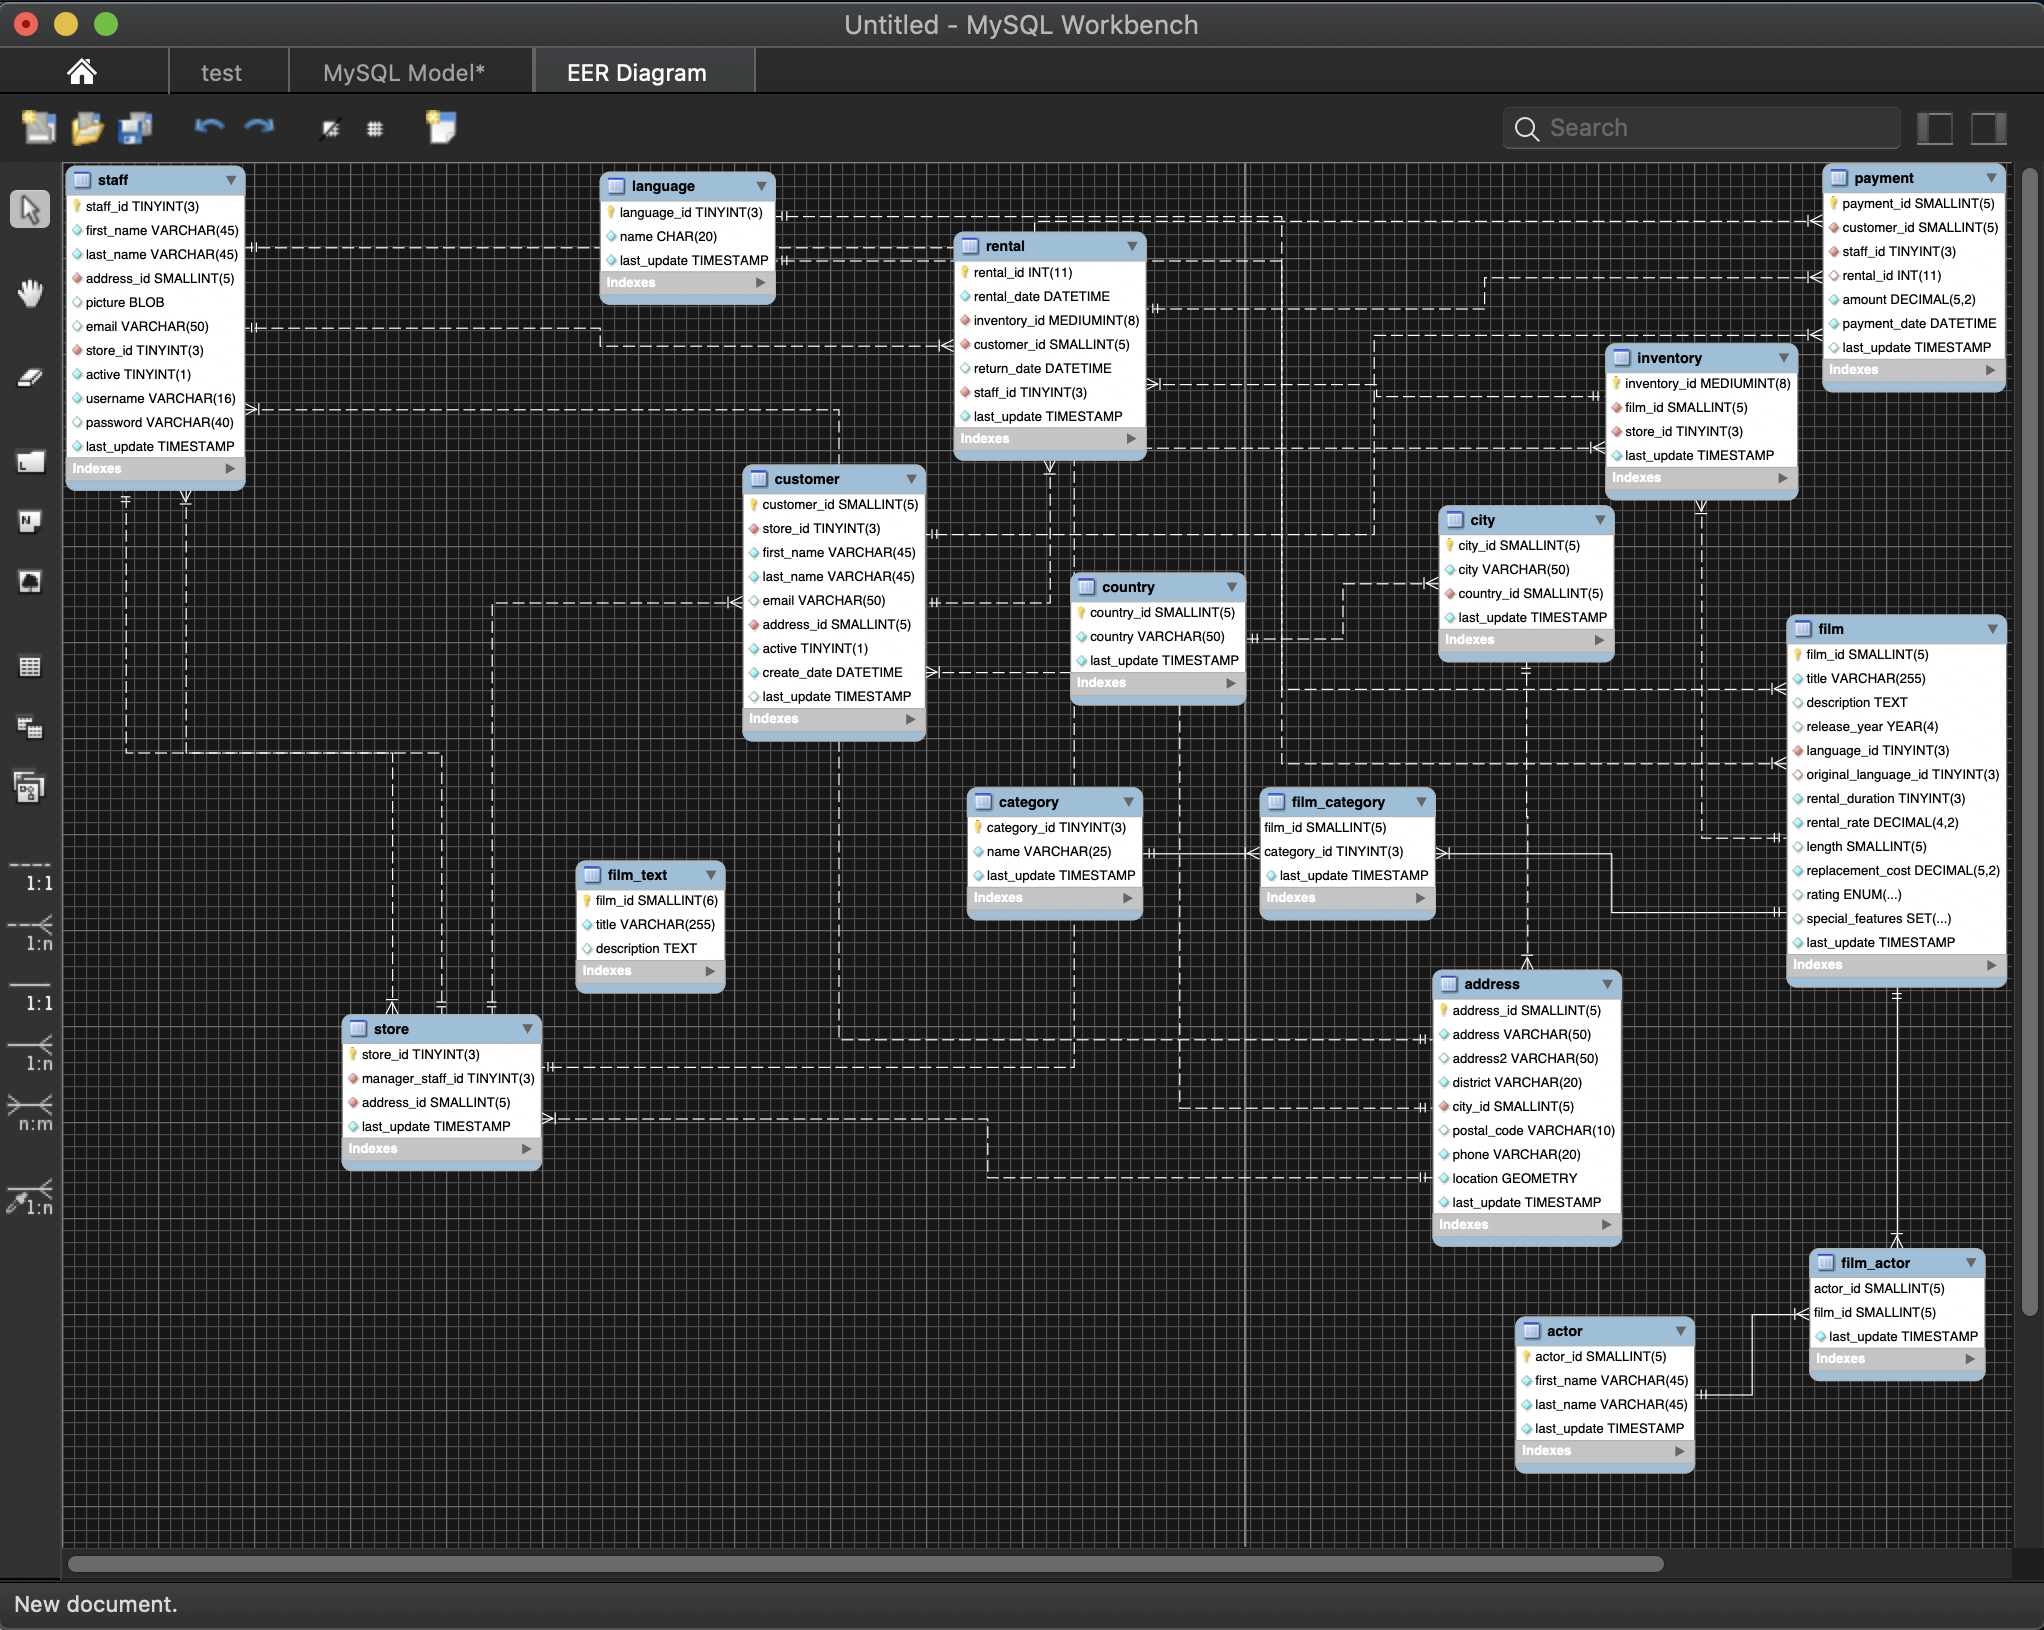 Untitled - MySQL Workbench
test
MySQL Model*
EER Diagram
Search
staff
staff_id TINYINT(3)
first_name VARCHAR(45)
last_name VARCHAR(45)
address_id SMALLINT(5)
picture BLOB
email VARCHAR(50)
store_id TINYINT(3)
active TINYINT(1)
username VARCHAR(16)
password VARCHAR(40)
last_update TIMESTAMP
Indexes
language
language_id TINYINT(3)
name CHAR(20)
last_update TIMESTAMP
Indexes
rental
rental_id INT(11)
rental_date DATETIME
inventory_id MEDIUMINT(8)
customer_id SMALLINT(5)
return_date DATETIME
staff_id TINYINT(3)
last_update TIMESTAMP
Indexes
payment
payment_id SMALLINT(5)
customer_id SMALLINT(5)
staff_id TINYINT(3)
rental_id INT(11)
amount DECIMAL(5,2)
payment_date DATETIME
last_update TIMESTAMP
Indexes
inventory
inventory_id MEDIUMINT(8)
film_id SMALLINT(5)
store_id TINYINT(3)
last_update TIMESTAMP
Indexes
customer
customer_id SMALLINT(5)
store_id TINYINT(3)
first_name VARCHAR(45)
last_name VARCHAR(45)
email VARCHAR(50)
address_id SMALLINT(5)
active TINYINT(1)
create_date DATETIME
last_update TIMESTAMP
Indexes
city
city_id SMALLINT(5)
city VARCHAR(50)
country_id SMALLINT(5)
last_update TIMESTAMP
Indexes
country
country_id SMALLINT(5)
country VARCHAR(50)
last_update TIMESTAMP
Indexes
film
film_id SMALLINT(5)
title VARCHAR(255)
description TEXT
release_year YEAR(4)
language_id TINYINT(3)
original_language_id TINYINT(3)
rental_duration TINYINT(3)
rental_rate DECIMAL(4,2)
length SMALLINT(5)
replacement_cost DECIMAL(5,2)
rating ENUM(...)
special_features SET(...)
last_update TIMESTAMP
Indexes
category
category_id TINYINT(3)
name VARCHAR(25)
last_update TIMESTAMP
Indexes
film_category
film_id SMALLINT(5)
category_id TINYINT(3)
last_update TIMESTAMP
Indexes
film_text
film_id SMALLINT(6)
title VARCHAR(255)
description TEXT
Indexes
address
address_id SMALLINT(5)
address VARCHAR(50)
address2 VARCHAR(50)
district VARCHAR(20)
city_id SMALLINT(5)
postal_code VARCHAR(10)
phone VARCHAR(20)
location GEOMETRY
last_update TIMESTAMP
Indexes
store
store_id TINYINT(3)
manager_staff_id TINYINT(3)
address_id SMALLINT(5)
last_update TIMESTAMP
Indexes
film_actor
actor_id SMALLINT(5)
film_id SMALLINT(5)
last_update TIMESTAMP
Indexes
actor
actor_id SMALLINT(5)
first_name VARCHAR(45)
last_name VARCHAR(45)
last_update TIMESTAMP
Indexes
1:1
1:n
1:1
1:n
n:m
1:n
New document.